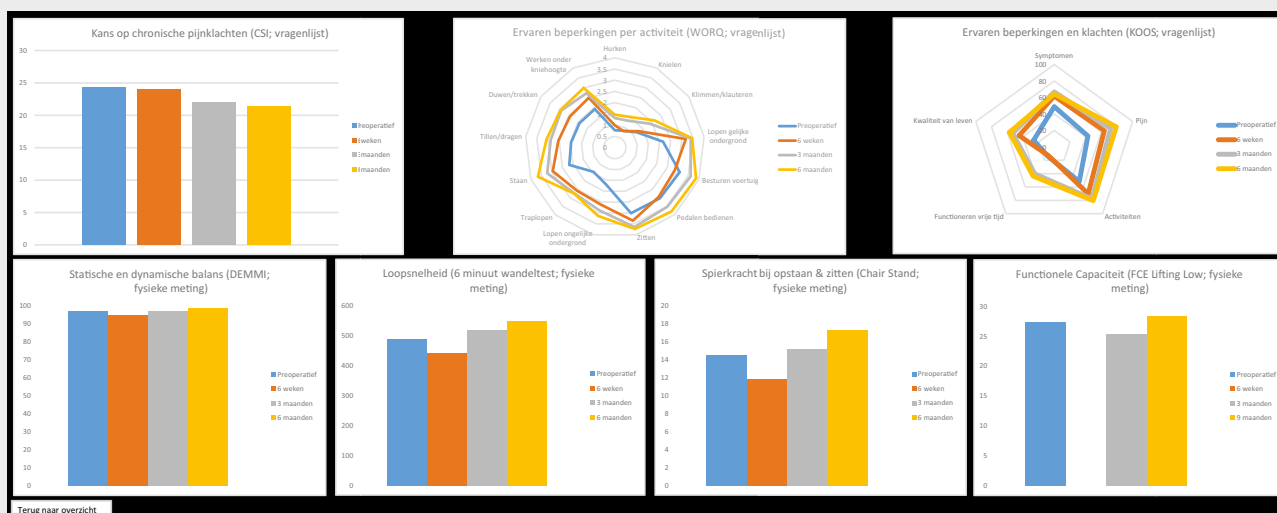 Kans op chronische pijnklachten (CSI; vragenlijst)
30
25
20
15
10
5
0
Preoperatief
6 weken
3 maanden
6 maanden
Ervaren beperkingen per activiteit (WORQ; vragenlijst)
Hurken
Knielen
Klimmen/klauteren
Lopen gelijke
ondergrond
Besturen voertuig
Pedalen bedienen
Zitten
Lopen ongelijke
ondergrond
Traplopen
Staan
Tillen/dragen
Duwen/trekken
Werken onder
kniehoogte
4
3,5
3
2,5
2
1,5
1
0,5
0
Preoperatief
6 weken
3 maanden
6 maanden
Ervaren beperkingen en klachten (KOOS; vragenlijst)
Symptomen
Pijn
Activiteiten
Functioneren vrije tijd
Kwaliteit van leven
100
80
60
40
20
0
Preoperatief
6 weken
3 maanden
6 maanden
Statische en dynamische balans (DEMMI;
fysieke meting)
100
90
80
70
60
50
40
30
20
10
0
Preoperatief
6 weken
3 maanden
6 maanden
Loopsnelheid (6 minuut wandeltest; fysieke
meting)
600
500
400
300
200
100
0
Preoperatief
6 weken
3 maanden
6 maanden
Spierkracht bij opstaan & zitten (Chair Stand;
fysieke meting)
20
18
16
14
12
10
8
6
4
2
0
Preoperatief
6 weken
3 maanden
6 maanden
Functionele Capaciteit (FCE Lifting Low; fysieke
meting)
30
25
20
15
10
5
0
Preoperatief
6 weken
3 maanden
9 maanden
Terug naar overzicht